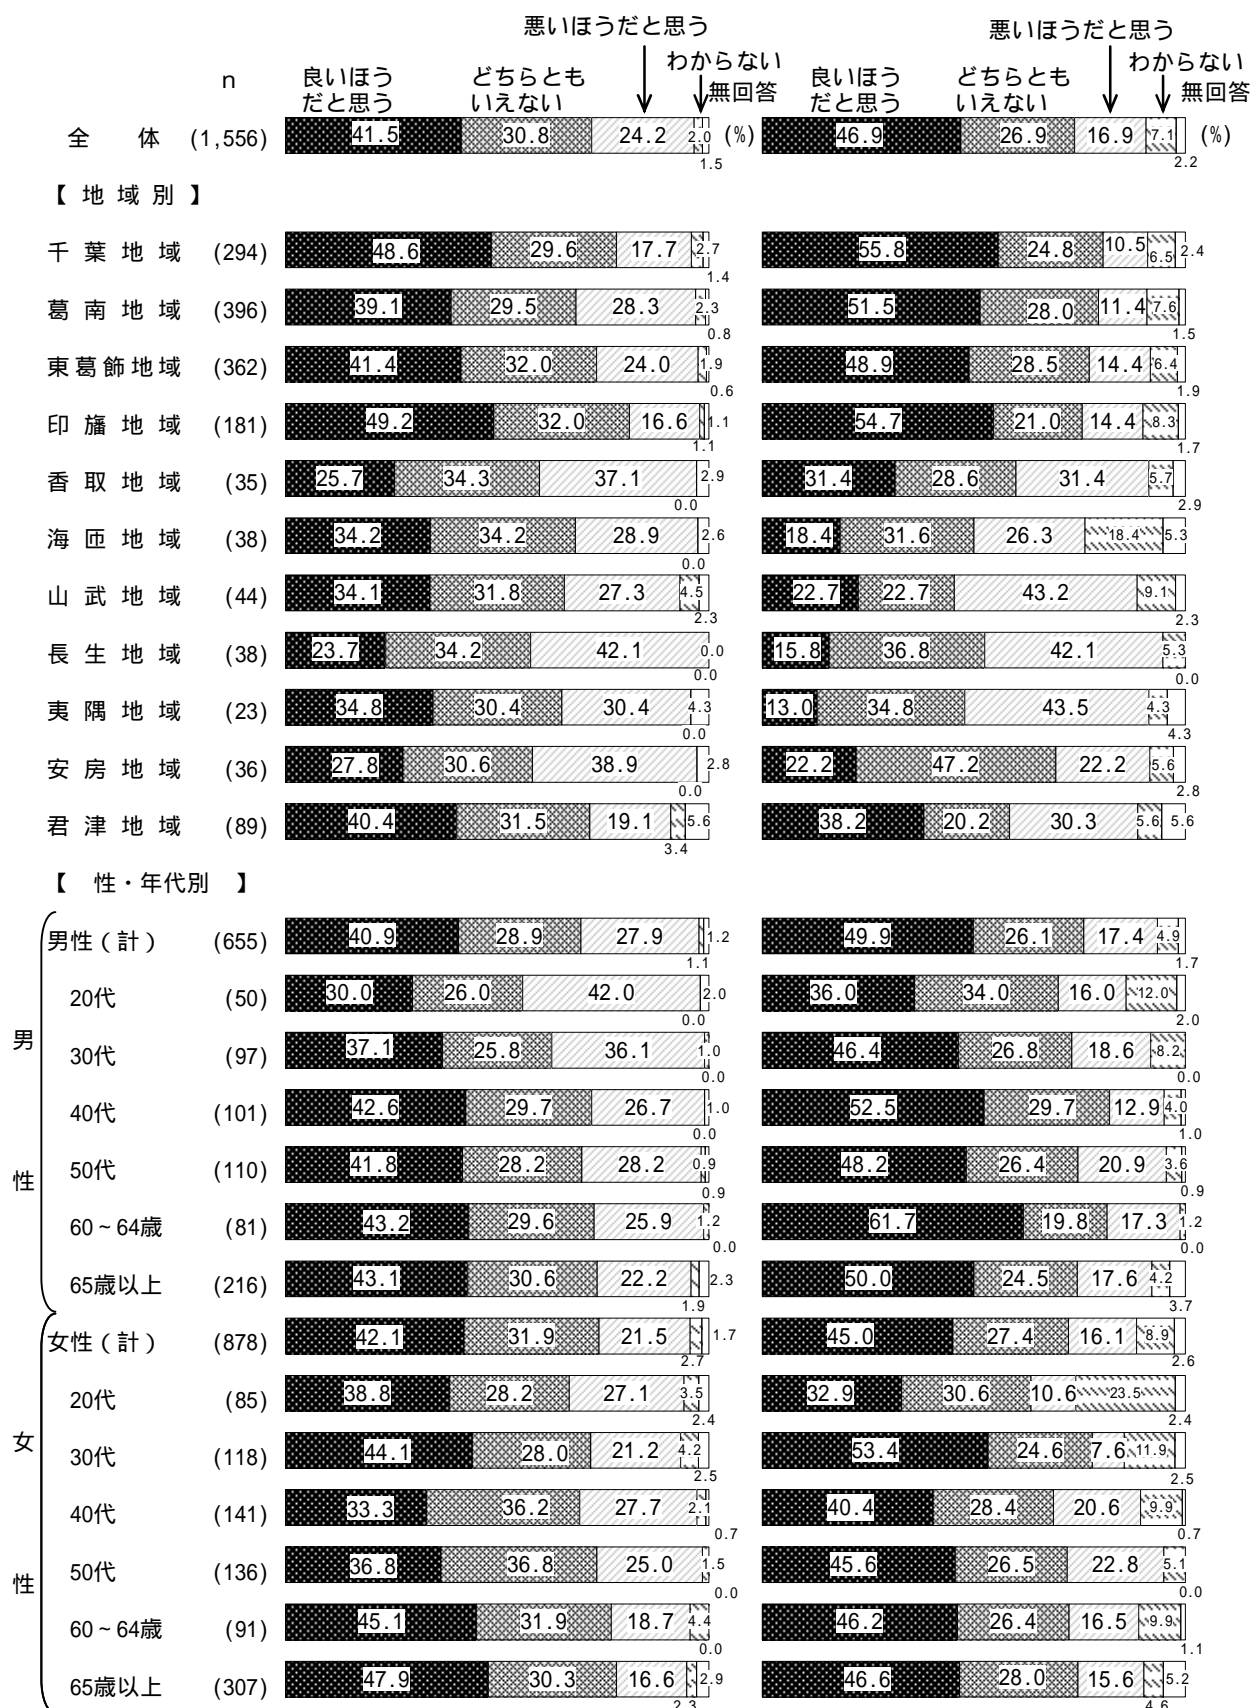 悪いほうだと思う 悪いほうだと思う
わからない わからない
n 良いほう どちらとも 良いほう どちらとも
だと思う いえない 無回答 だと思う いえない 無回答
全 体 (1,556) 41.5 30.8 24.2 2.0 (%) 46.9 26.9 16.9 7.1 (%)
1.5 2.2
【 地 域 別 】
千 葉 地 域 (294) 48.6 29.6 17.7 2.7 55.8 24.8 10.5 6.5 2.4
1.4
葛 南 地 域 (396) 39.1 29.5 28.3 2.3 51.5 28.0 11.4 7.6
0.8 1.5
東葛飾地域 (362) 41.4 32.0 24.0 1.9 48.9 28.5 14.4 6.4
0.6 1.9
印 旛 地 域 (181) 49.2 32.0 16.6 1.1 54.7 21.0 14.4 8.3
1.1 1.7
香 取 地 域 (35) 25.7 34.3 37.1 2.9 31.4 28.6 31.4 5.7
0.0 2.9
海 匝 地 域 (38) 34.2 34.2 28.9 2.6 18.4 31.6 26.3 18.4 5.3
0.0
山 武 地 域 (44) 34.1 31.8 27.3 4.5 22.7 22.7 43.2 9.1
2.3 2.3
長 生 地 域 (38) 23.7 34.2 42.1 0.0 15.8 36.8 42.1 5.3
0.0 0.0
夷 隅 地 域 (23) 34.8 30.4 30.4 4.3 13.0 34.8 43.5 4.3
0.0 4.3
安 房 地 域 (36) 27.8 30.6 38.9 2.8 22.2 47.2 22.2 5.6
0.0 2.8
君 津 地 域 (89) 40.4 31.5 19.1 5.6 38.2 20.2 30.3 5.6 5.6
3.4
【 性・年代別 】
男性(計) (655) 40.9 28.9 27.9 1.2 49.9 26.1 17.4 4.9
1.1 1.7
20代 (50) 30.0 26.0 42.0 2.0 36.0 34.0 16.0 12.0
0.0 2.0
男
30代 (97) 37.1 25.8 36.1 1.0 46.4 26.8 18.6 8.2
0.0 0.0
40代 (101) 42.6 29.7 26.7 1.0 52.5 29.7 12.9 4.0
0.0 1.0
50代 (110) 41.8 28.2 28.2 0.9 48.2 26.4 20.9 3.6
性
0.9 0.9
60~64歳 (81) 43.2 29.6 25.9 1.2 61.7 19.8 17.3 1.2
0.0 0.0
65歳以上 (216) 43.1 30.6 22.2 2.3 50.0 24.5 17.6 4.2
1.9 3.7
女性(計) (878) 42.1 31.9 21.5 1.7 45.0 27.4 16.1 8.9
2.7 2.6
20代 (85) 38.8 28.2 27.1 3.5 32.9 30.6 10.6 23.5
2.4 2.4
女
30代 (118) 44.1 28.0 21.2 4.2 53.4 24.6 7.6 11.9
2.5 2.5
40代 (141) 33.3 36.2 27.7 2.1 40.4 28.4 20.6 9.9
0.7 0.7
50代 (136) 36.8 36.8 25.0 1.5 45.6 26.5 22.8 5.1
性
0.0 0.0
60~64歳 (91) 45.1 31.9 18.7 4.4 46.2 26.4 16.5 9.9
0.0 1.1
65歳以上 (307) 47.9 30.3 16.6 2.9 46.6 28.0 15.6 5.2
2.3 4.6